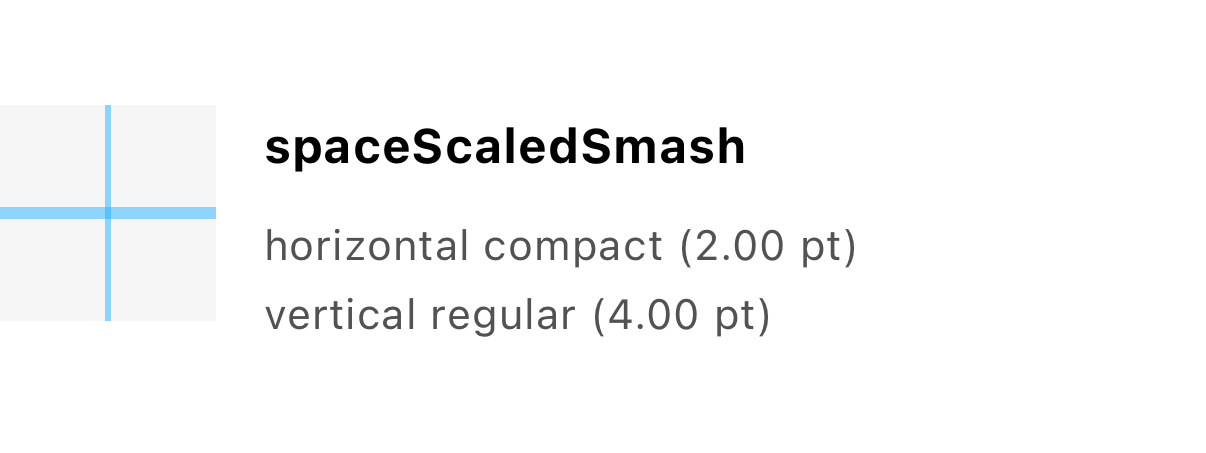 spaceScaledSmash
horizontal compact (2.00 pt)
vertical regular (4.00 pt)